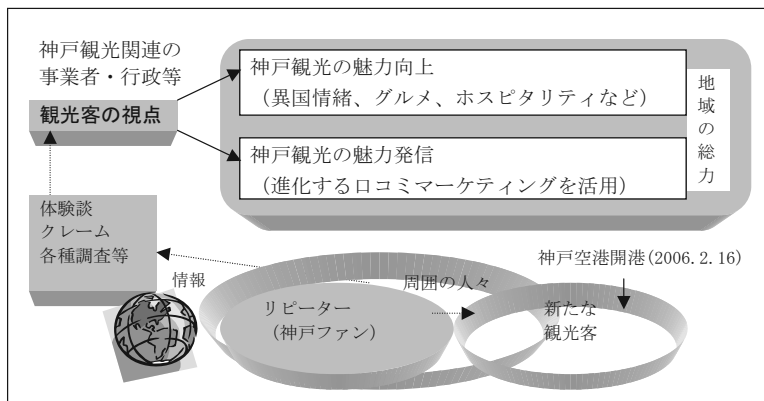 神戸観光関連の
事業者・行政等
観光客の視点
神戸観光の魅力向上
（異国情緒、グルメ、ホスピタリティなど）
神戸観光の魅力発信
（進化する口コミマーケティングを活用）
地域の総力
体験談
クレーム
各種調査等
情報
周囲の人々
神戸空港開港(2006.2.16)
リピーター
（神戸ファン）
新たな
観光客